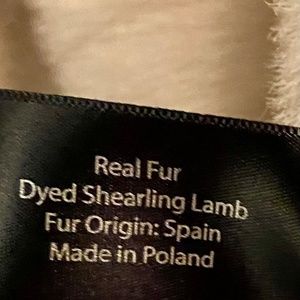 Real Fur
Dyed Shearling Lamb
Fur Origin: Spain
Made in Poland